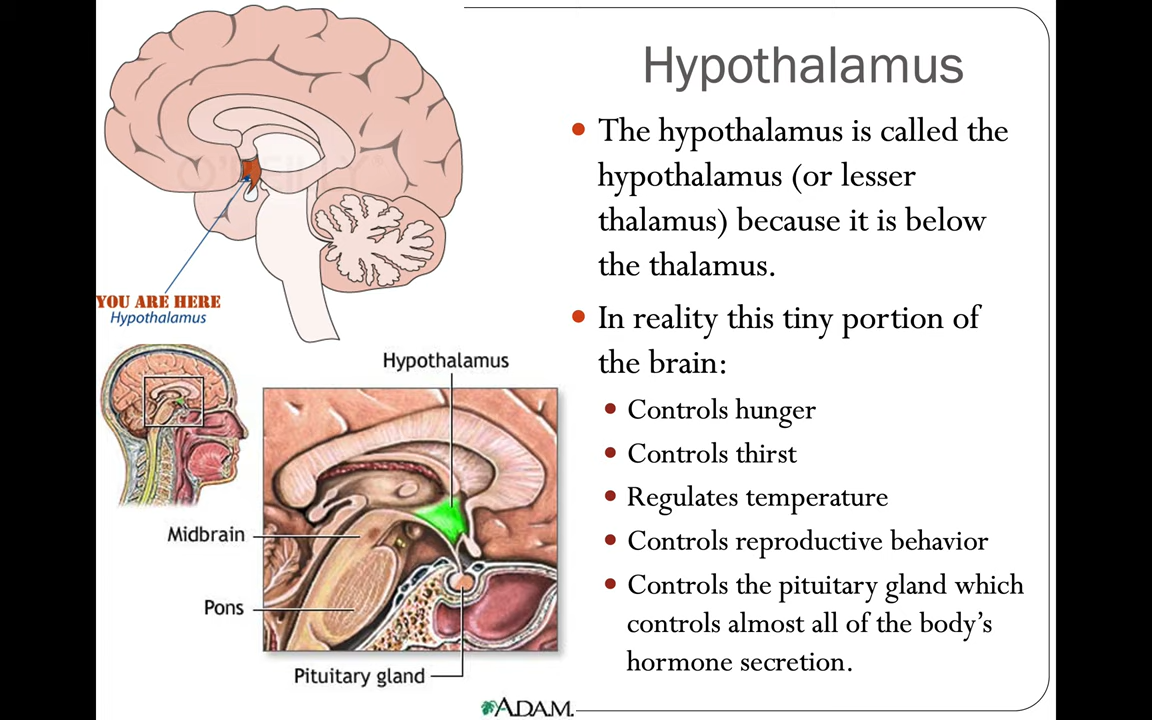 Hypothalamus
The hypothalamus is called the
hypothalamus (or lesser
thalamus) because it is below
the thalamus.
In reality this tiny portion of
the brain:
Controls hunger
Controls thirst
Regulates temperature
Controls reproductive behavior
Controls the pituitary gland which
controls almost all of the body’s
hormone secretion.
YOU ARE HERE
Hypothalamus
Hypothalamus
Midbrain
Pons
Pituitary gland
ADAM.